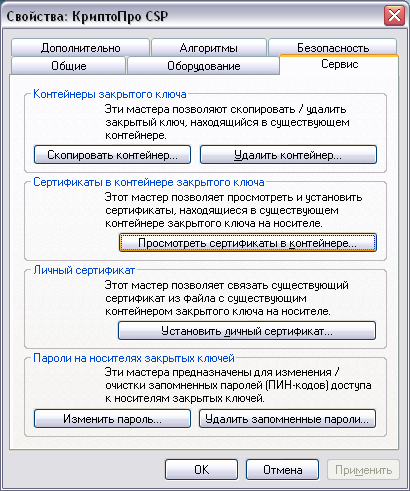 Свойства: КриптоПро CSP
Дополнительно Алгоритмы Безопасность
Общие Оборудование Сервис
Контейнеры закрытого ключа
Эти мастера позволяют скопировать / удалить
закрытый ключ, находящийся в существующем
контейнере.
Скопировать контейнер... Удалить контейнер...
Сертификаты в контейнере закрытого ключа
Этот мастер позволяет просмотреть и установить
сертификаты, находящиеся в существующем
контейнере закрытого ключа на носителе.
Просмотреть сертификаты в контейнере...
Личный сертификат
Этот мастер позволяет связать существующий
сертификат из файла с существующим
контейнером закрытого ключа на носителе.
Установить личный сертификат...
Пароли на носителях закрытых ключей
Эти мастера предназначены для изменения /
очистки запомненных паролей (ПИН-кодов) доступа
к носителям закрытых ключей.
Изменить пароль... Удалить запомненные пароли...
OK Отмена Применить